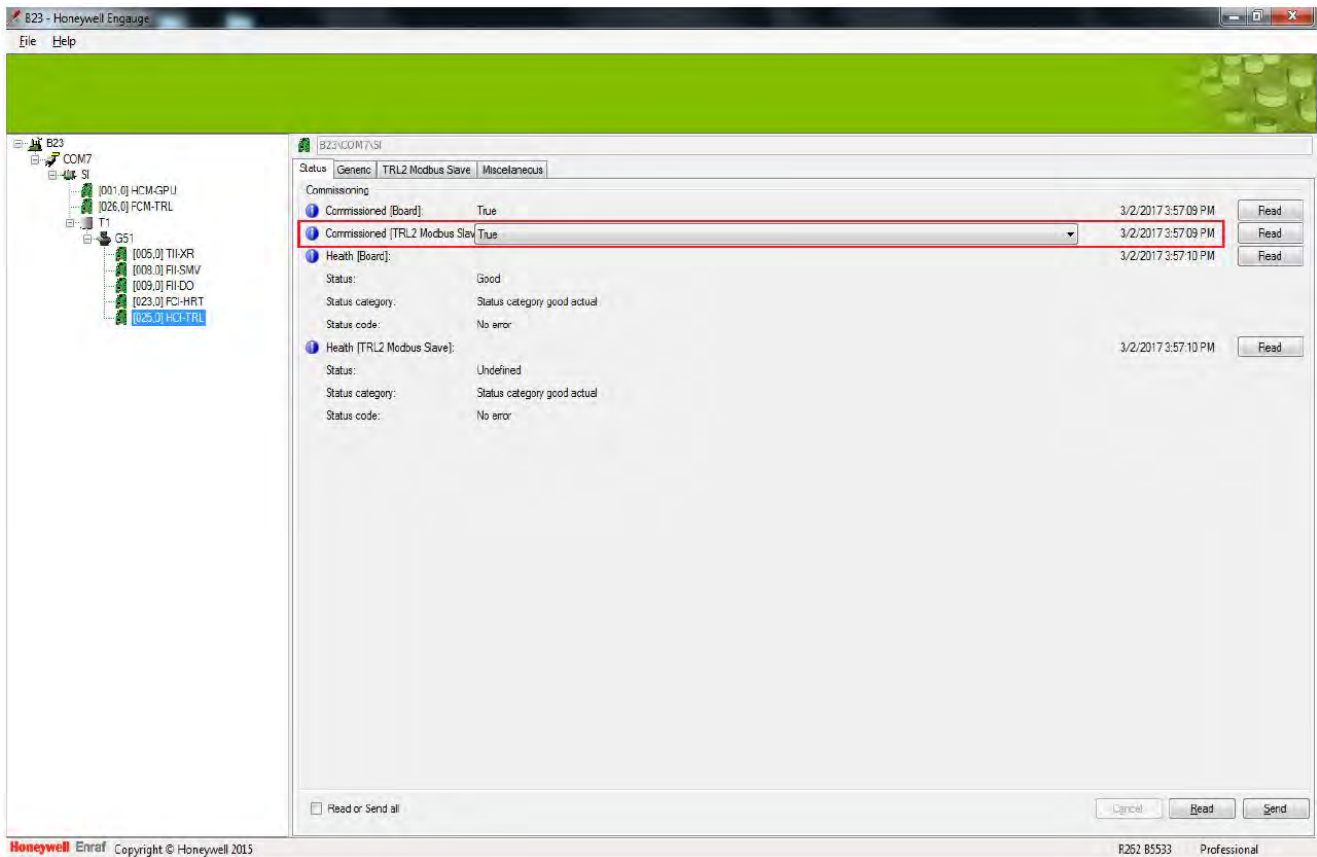 B23 - Honeywell Engauge
File Help
B23
COM7
SI
[001,0] HCM-GPU
[026,0] FCM-TRL
T1
G51
[005,0] TII-XR
[008,0] FII-SMV
[009,0] FII-DO
[023,0] FCI-HRT
[025,0] HCI-TRL
B23\COM7\SI
Status Generic TRL2 Modbus Slave Miscelaneous
Commissioning
Commissioned [Board]: True 3/2/2017 3:57:09 PM Read
Commissioned [TRL2 Modbus Slav True 3/2/2017 3:57:09 PM Read
Health [Board]: 3/2/2017 3:57:10 PM Read
Status: Good
Status category: Status category good actual
Status code: No error
Health [TRL2 Modbus Slave]: 3/2/2017 3:57:10 PM Read
Status: Undefined
Status category: Status category good actual
Status code: No error
Read or Send all Cancel Read Send
Honeywell Enraf Copyright © Honeywell 2015 R262 B5533 Professional